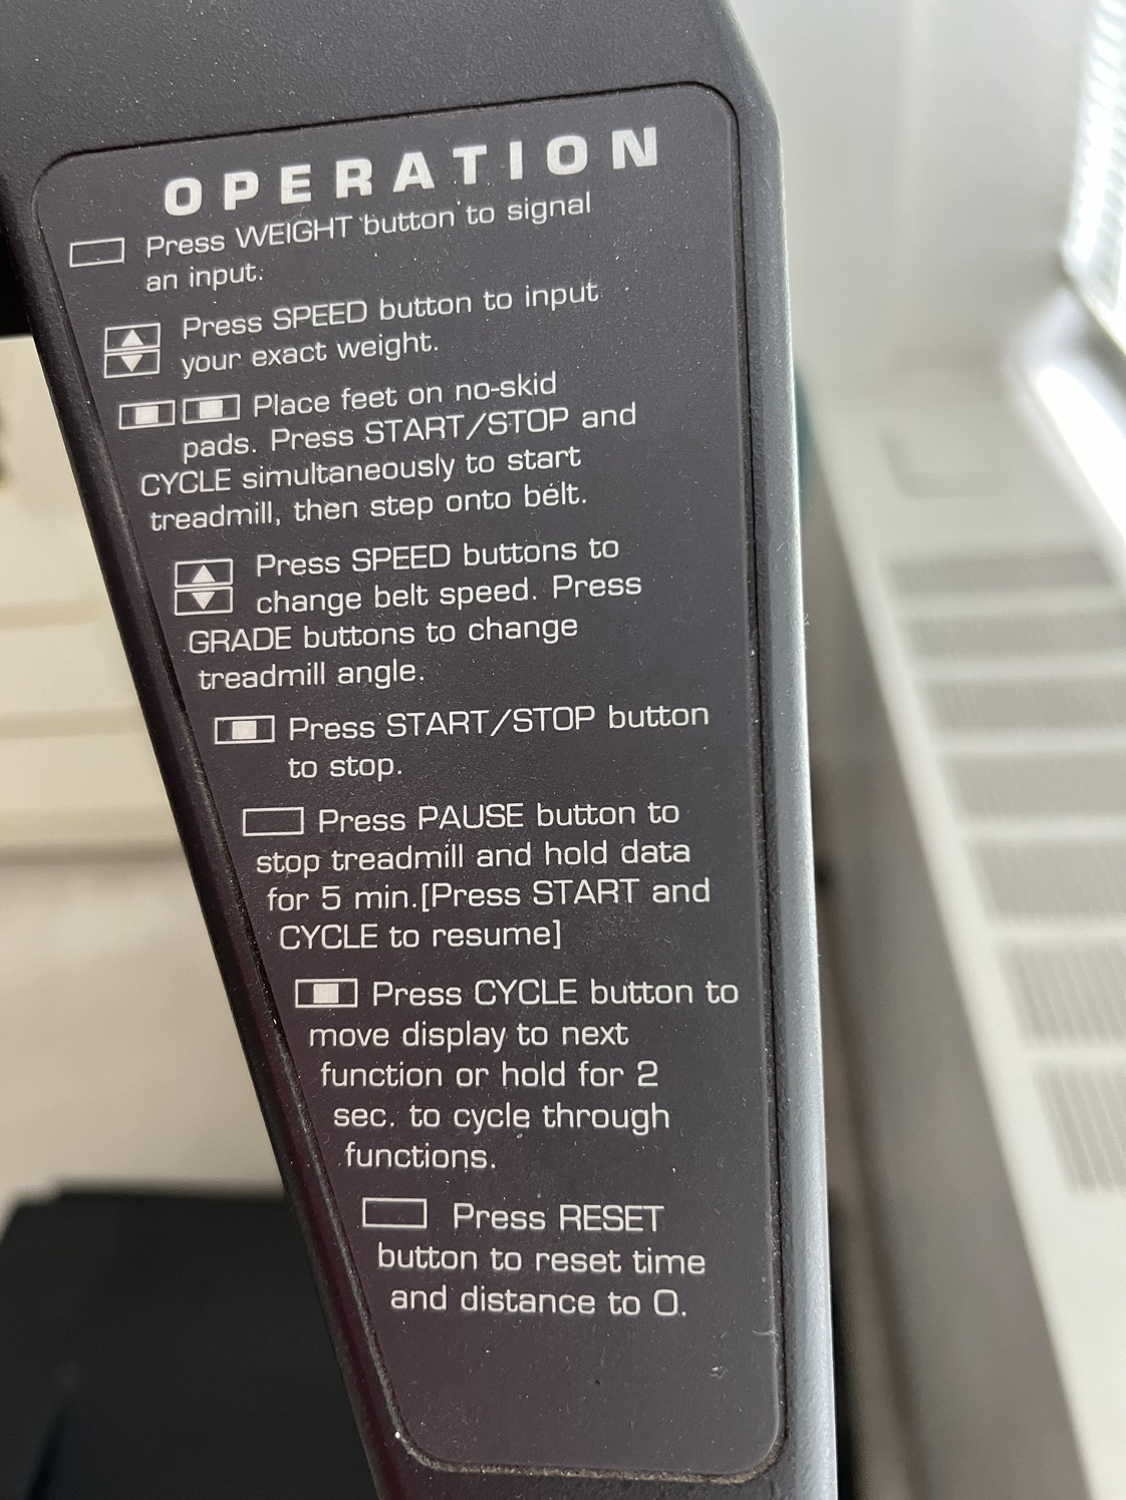 OPERATION
Press WEIGHT button to signal
an input.
Press SPEED button to input
your exact weight.
Place feet on no-skid
pads. Press START/STOP and
CYCLE simultaneously to start
treadmill, then step onto belt.
Press SPEED buttons to
change belt speed. Press
GRADE buttons to change
treadmill angle.
Press START/STOP button
to stop.
Press PAUSE button to
stop treadmill and hold data
for 5 min.[Press START and
CYCLE to resume]
Press CYCLE button to
move display to next
function or hold for 2
sec. to cycle through
functions.
Press RESET
button to reset time
and distance to 0.